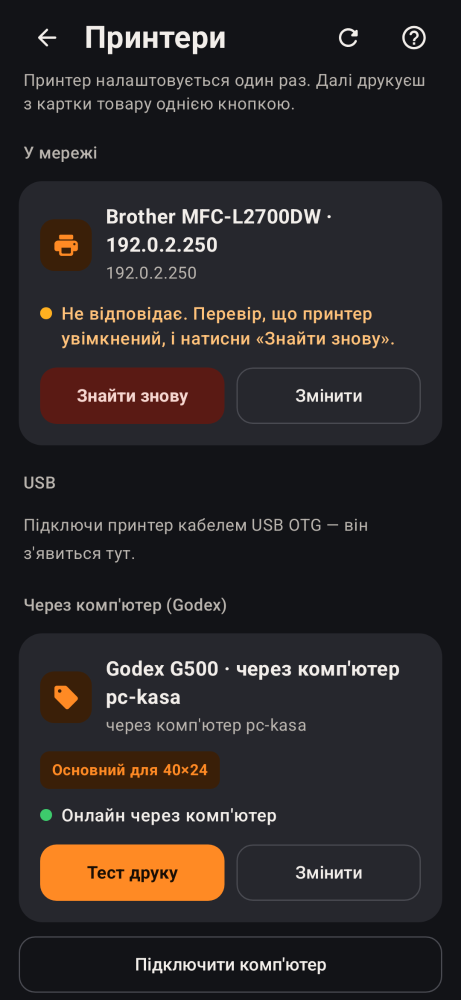 Принтери
Принтер налаштовується один раз. Далі друкуєш
з картки товару однією кнопкою.
У мережі
Brother MFC-L2700DW ·
192.0.2.250
192.0.2.250
Не відповідає. Перевір, що принтер
увімкнений, і натисни «Знайти знову».
Знайти знову
Змінити
USB
Підключи принтер кабелем USB OTG — він
з'явиться тут.
Через комп'ютер (Godex)
Godex G500 · через комп'ютер
pc-kasa
через комп'ютер pc-kasa
Основний для 40×24
Онлайн через комп'ютер
Тест друку
Змінити
Підключити комп'ютер